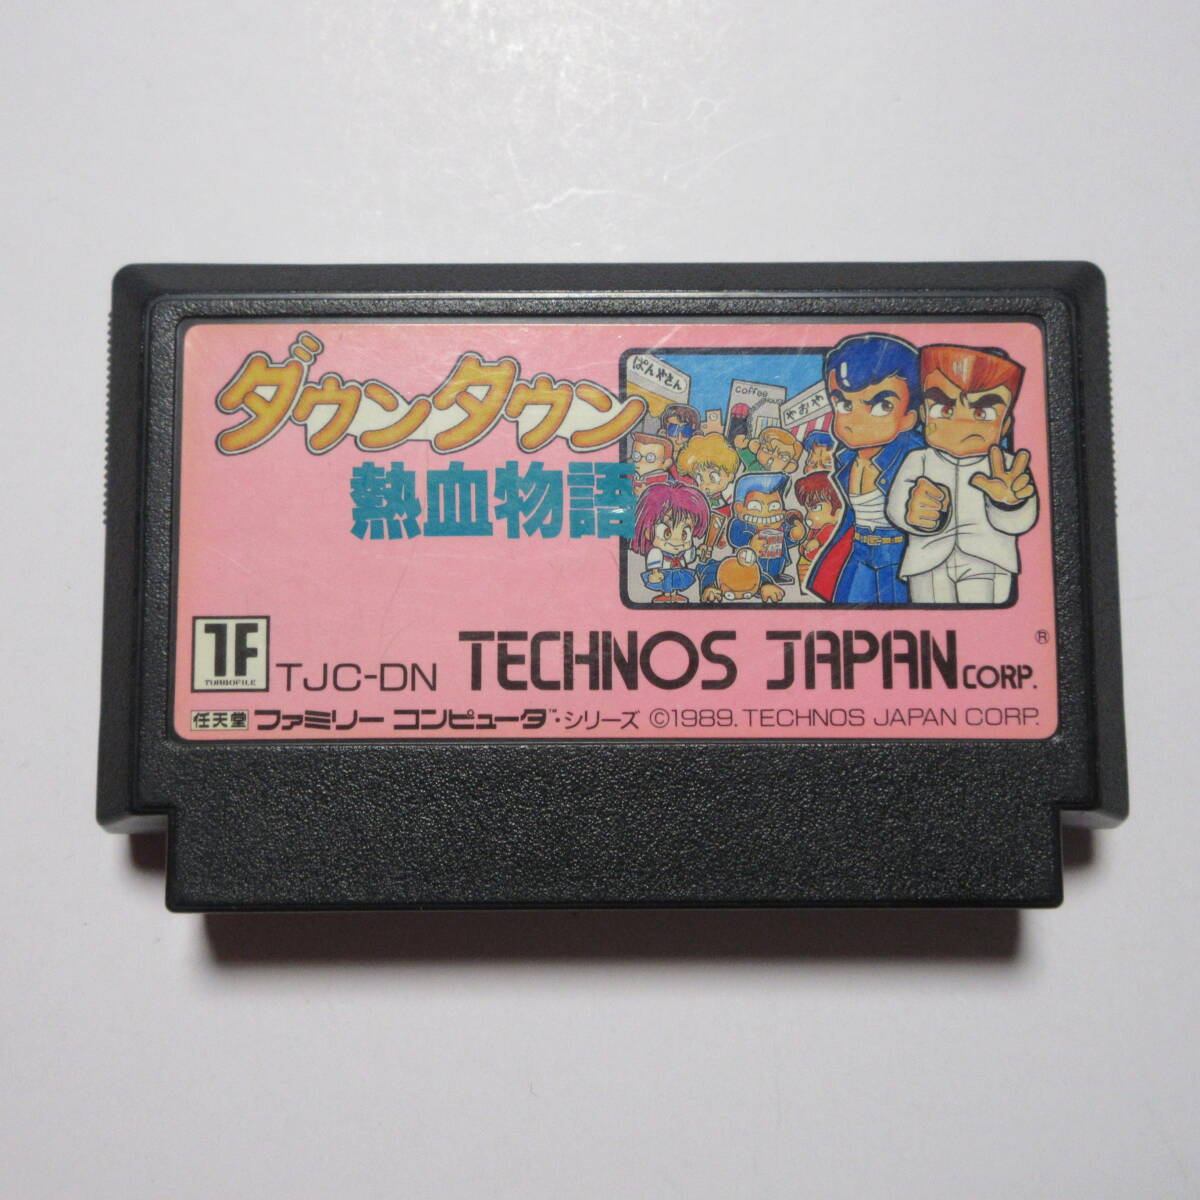 ダウンタウン
熱血物語
ぱんやさん
coffee
やおや
TF
TURBOFILE
TJC-DN
TECHNOS JAPAN CORP. ®
任天堂 ファミリー コンピュータ™・シリーズ ©1989. TECHNOS JAPAN CORP.